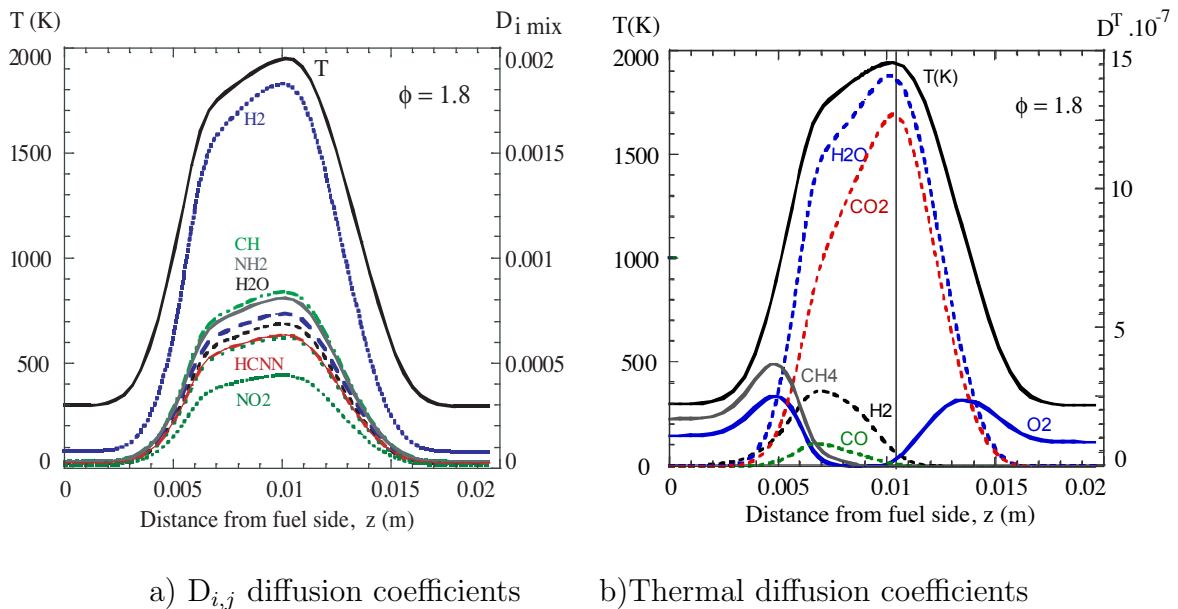 T (K)
D i mix
2000
1500
1000
500
0
0.002
0.0015
0.001
0.0005
0
T
ϕ = 1.8
H2
CH
NH2
H2O
HCNN
NO2
0
0.005
0.01
0.015
0.02
Distance from fuel side, z (m)
a) D_{i,j} diffusion coefficients
T(K)
D^T .10^{-7}
2000
1500
1000
500
0
15
10
5
0
T(K)
ϕ = 1.8
H2O
CO2
CH4
H2
CO
O2
0
0.005
0.01
0.015
0.02
Distance from fuel side, z (m)
b)Thermal diffusion coefficients